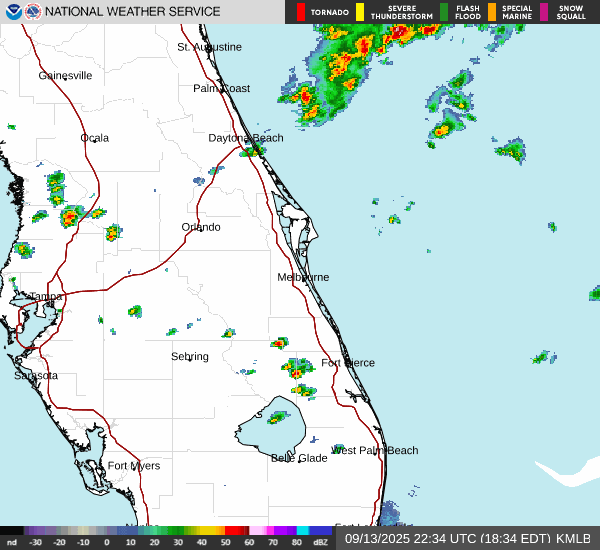 NATIONAL WEATHER SERVICE
TORNADO
SEVERE THUNDERSTORM
FLASH FLOOD
SPECIAL MARINE
SNOW SQUALL
St. Augustine
Gainesville
Palm Coast
Ocala
Daytona Beach
Orlando
Melbourne
Tampa
Sebring
Fort Pierce
Sarasota
West Palm Beach
Belle Glade
Fort Myers
nd -30 -20 -10 0 10 20 30 40 50 60 70 80 dBZ
09/13/2025 22:34 UTC (18:34 EDT) KMLB